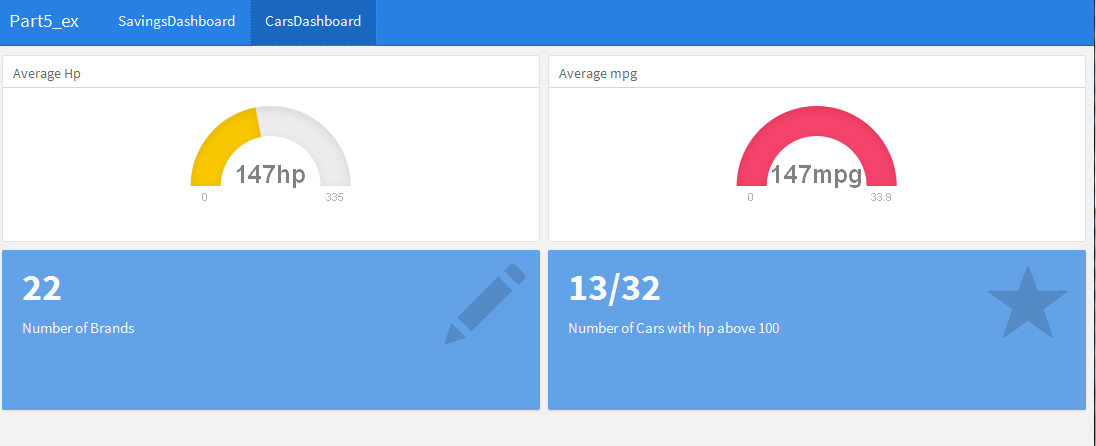 Part5_ex SavingsDashboard CarsDashboard
Average Hp
147hp
0 335
Average mpg
147mpg
0 33.9
22
Number of Brands
13/32
Number of Cars with hp above 100